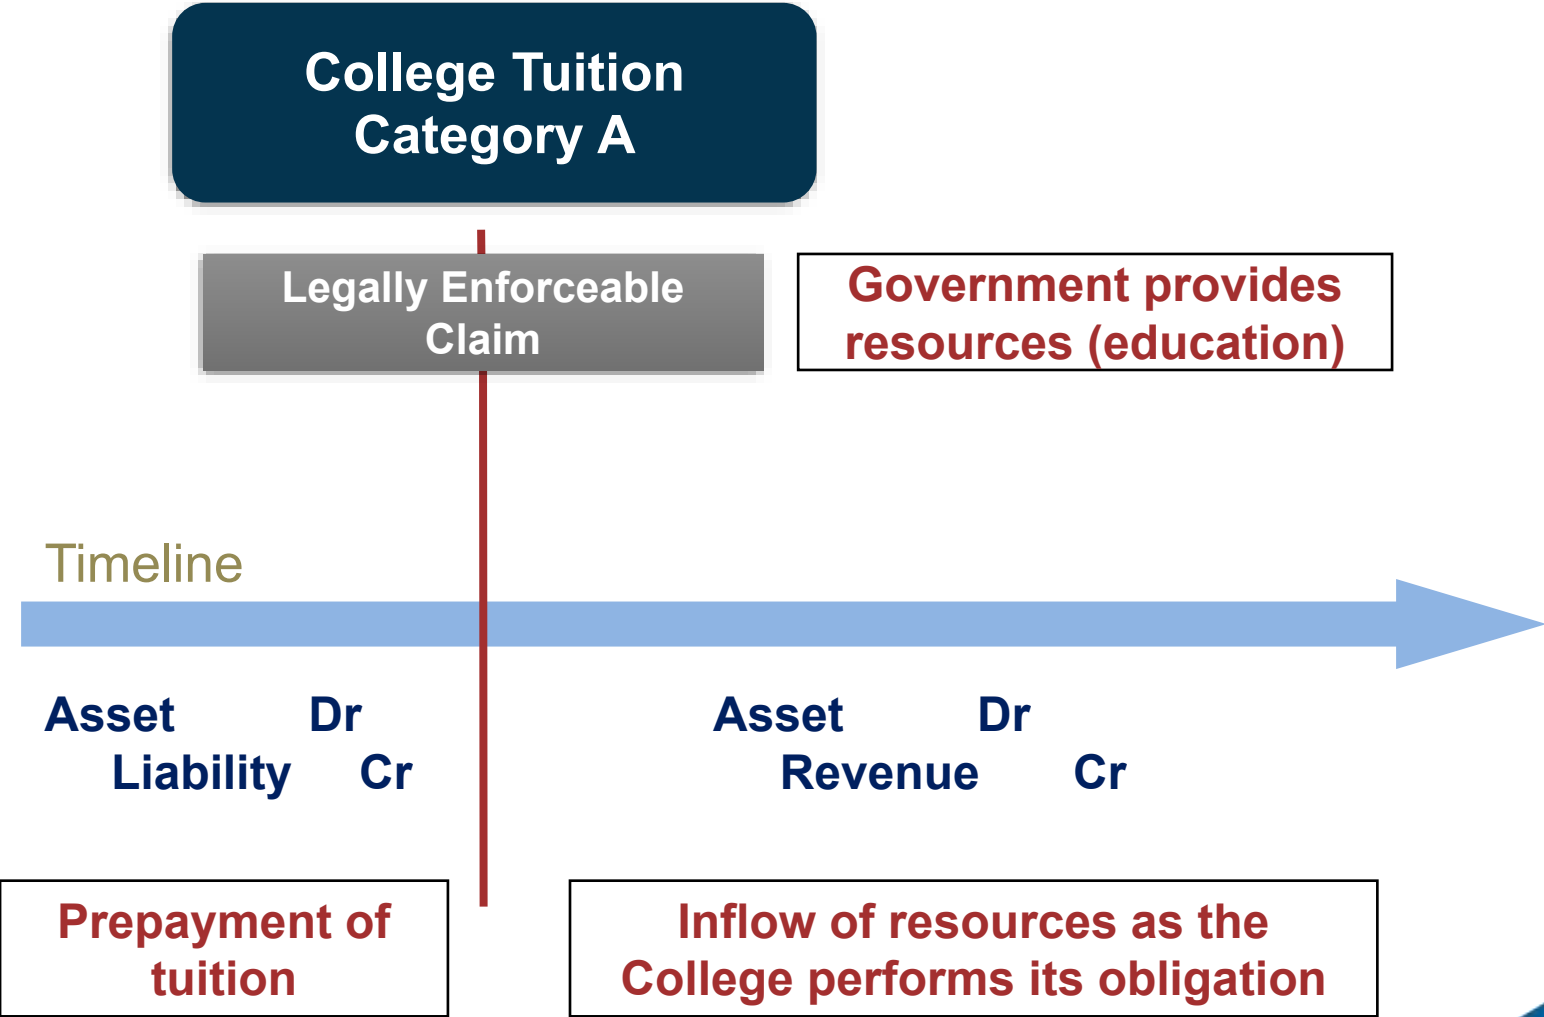 College Tuition
Category A
Legally Enforceable
Claim
Government provides
resources (education)
Timeline
Asset Dr
Liability Cr
Asset Dr
Revenue Cr
Prepayment of
tuition
Inflow of resources as the
College performs its obligation